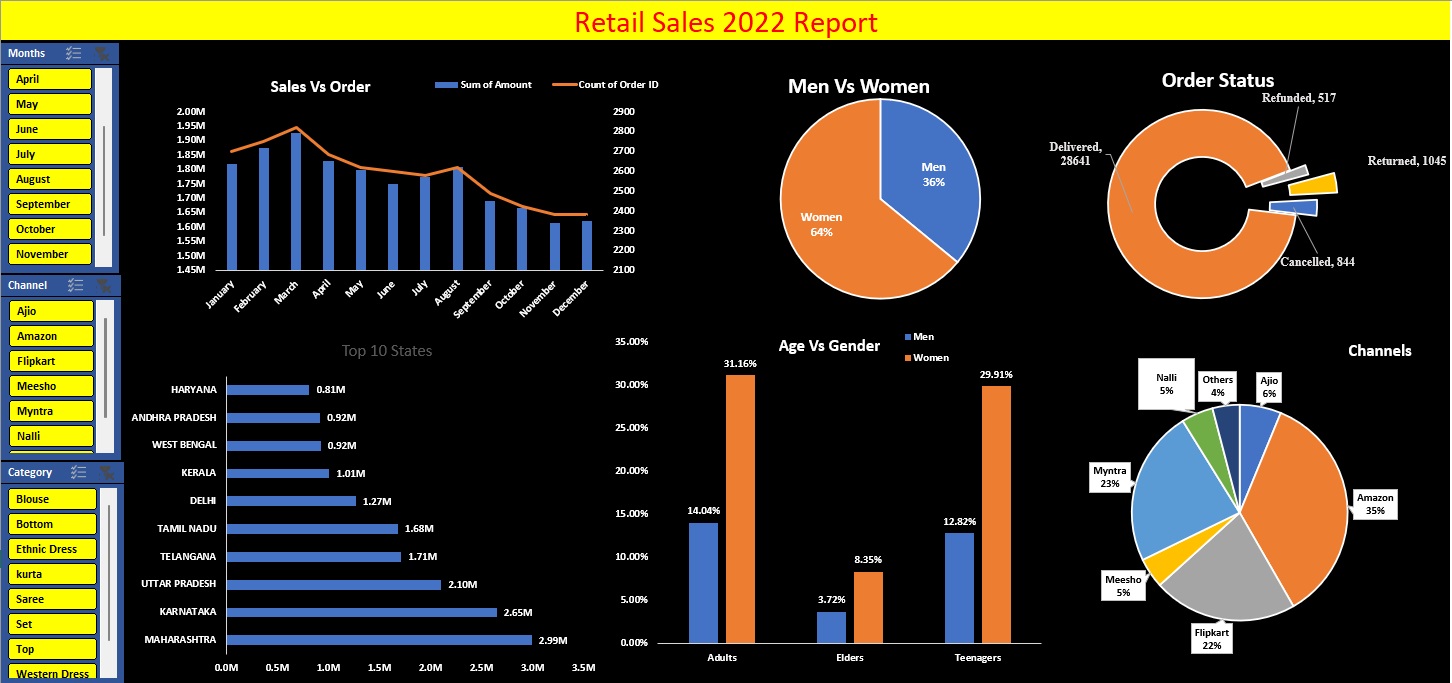 Retail Sales 2022 Report
Months
April
May
June
July
August
September
October
November
Channel
Ajio
Amazon
Flipkart
Meesho
Myntra
Nalli
Category
Blouse
Bottom
Ethnic Dress
kurta
Saree
Set
Top
Western Dress
Sales Vs Order
Sum of Amount
Count of Order ID
2.00M
1.95M
1.90M
1.85M
1.80M
1.75M
1.70M
1.65M
1.60M
1.55M
1.50M
1.45M
2900
2800
2700
2600
2500
2400
2300
2200
2100
January
February
March
April
May
June
July
August
September
October
November
December
Men Vs Women
Men
36%
Women
64%
Order Status
Refunded, 517
Delivered,
28641
Returned, 1045
Cancelled, 844
Top 10 States
HARYANA
0.81M
ANDHRA PRADESH
0.92M
WEST BENGAL
0.92M
KERALA
1.01M
DELHI
1.27M
TAMIL NADU
1.68M
TELANGANA
1.71M
UTTAR PRADESH
2.10M
KARNATAKA
2.65M
MAHARASHTRA
2.99M
0.0M
0.5M
1.0M
1.5M
2.0M
2.5M
3.0M
3.5M
Age Vs Gender
Men
Women
35.00%
30.00%
25.00%
20.00%
15.00%
10.00%
5.00%
0.00%
14.04%
31.16%
3.72%
8.35%
12.82%
29.91%
Adults
Elders
Teenagers
Channels
Nalli
5%
Others
4%
Ajio
6%
Myntra
23%
Amazon
35%
Meesho
5%
Flipkart
22%